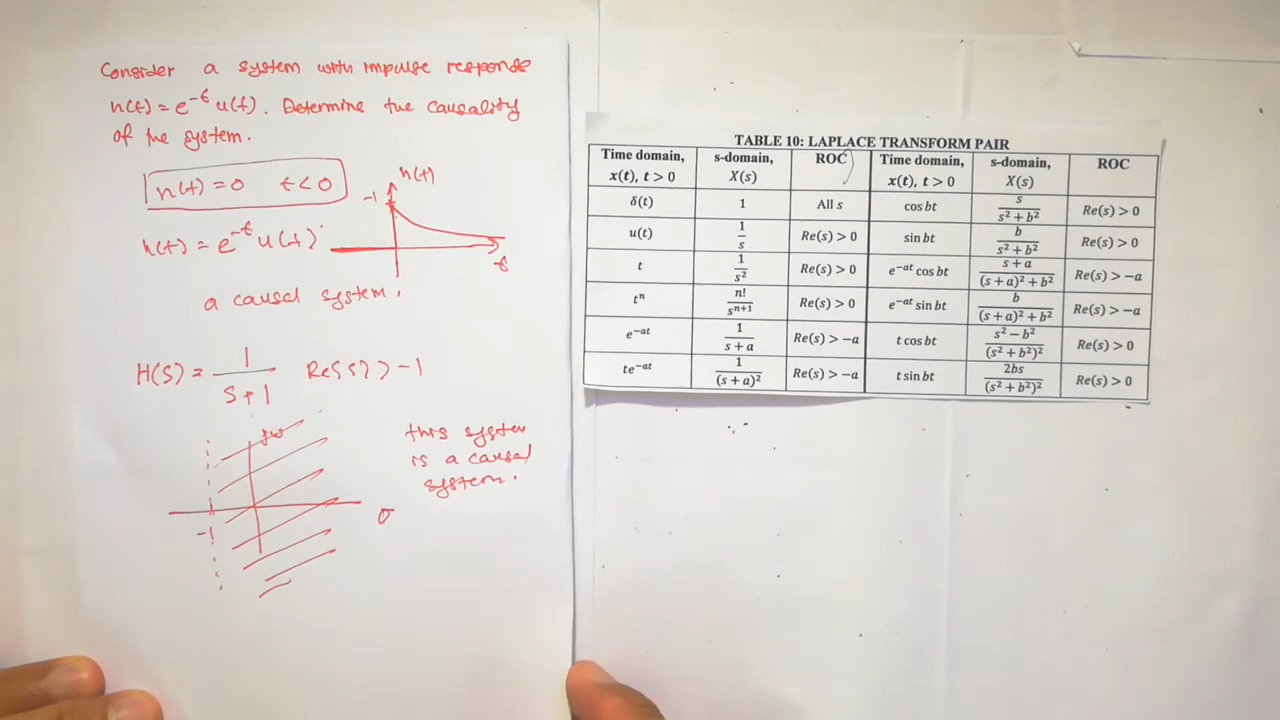 Consider a system with impulse response
h(t) = e^{-t} u(t). Determine the causality
of the system.
h(t) = 0 t < 0
h(t)
1
h(t) = e^{-t} u(t)
t
a causal system.
H(s) = 1/(s+1) Re{s} > -1
jω
this system
is a causal
system.
-1
σ
TABLE 10: LAPLACE TRANSFORM PAIR
Time domain, x(t), t > 0 | s-domain, X(s) | ROC | Time domain, x(t), t > 0 | s-domain, X(s) | ROC
δ(t) | 1 | All s | cos bt | s/(s² + b²) | Re(s) > 0
u(t) | 1/s | Re(s) > 0 | sin bt | b/(s² + b²) | Re(s) > 0
t | 1/s² | Re(s) > 0 | e^{-at} cos bt | (s + a)/((s + a)² + b²) | Re(s) > −a
tⁿ | n!/s^{n+1} | Re(s) > 0 | e^{-at} sin bt | b/((s + a)² + b²) | Re(s) > −a
e^{-at} | 1/(s + a) | Re(s) > −a | t cos bt | (s² − b²)/(s² + b²)² | Re(s) > 0
te^{-at} | 1/(s + a)² | Re(s) > −a | t sin bt | 2bs/(s² + b²)² | Re(s) > 0